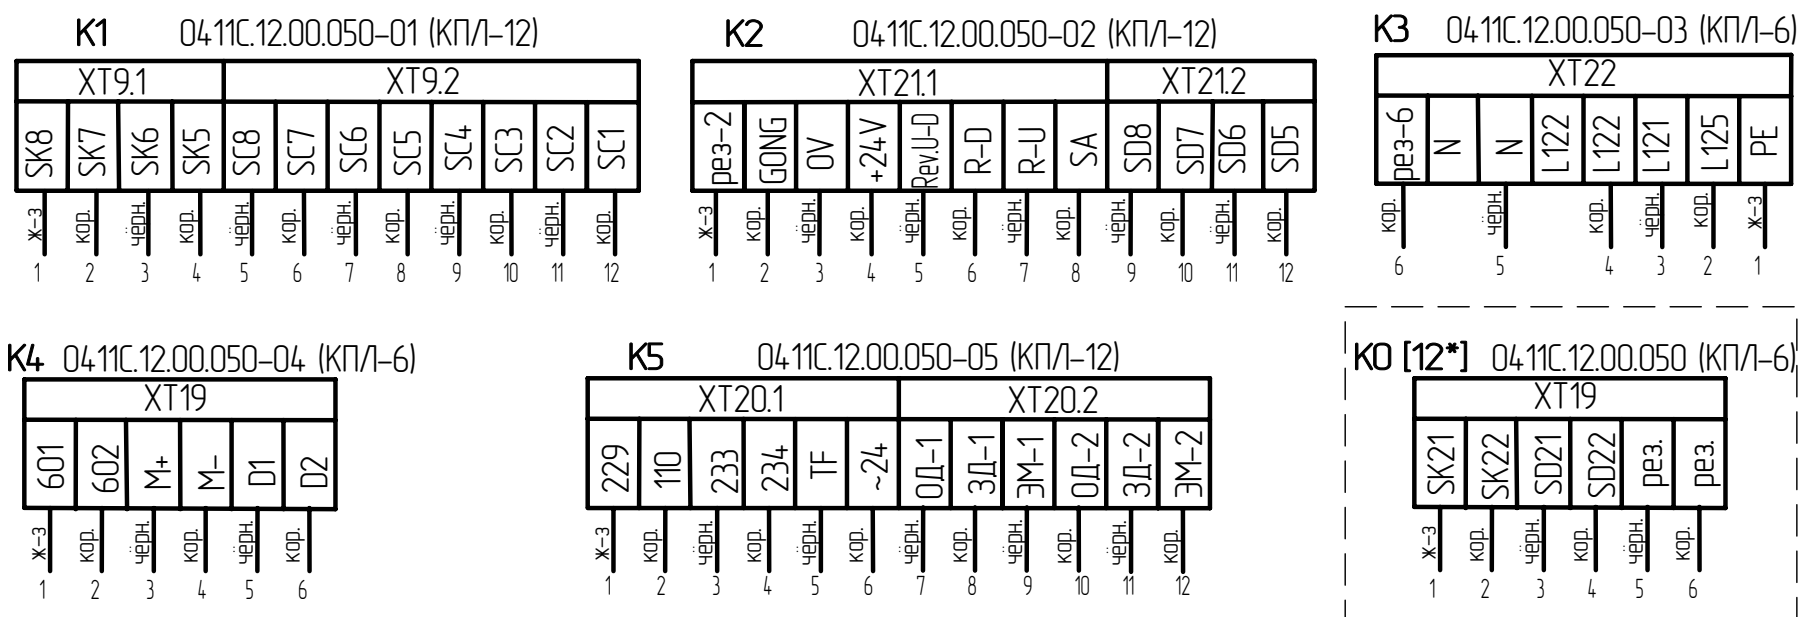 K1 0411С.12.00.050-01 (КПЛ-12)
XT9.1 XT9.2
SK8 SK7 SK6 SK5 SC8 SC7 SC6 SC5 SC4 SC3 SC2 SC1
ж-з кор. чёрн. кор. чёрн. кор. чёрн. кор. чёрн. кор. чёрн. кор.
1 2 3 4 5 6 7 8 9 10 11 12
K2 0411С.12.00.050-02 (КПЛ-12)
XT21.1 XT21.2
рез-2 GONG 0V +24V Rev.U-D R-D R-U SA SD8 SD7 SD6 SD5
ж-з кор. чёрн. кор. чёрн. кор. чёрн. кор. чёрн. кор. чёрн. кор.
1 2 3 4 5 6 7 8 9 10 11 12
K3 0411С.12.00.050-03 (КПЛ-6)
XT22
рез-6 N N L122 L122 L121 L125 PE
кор. чёрн. кор. чёрн. кор. ж-з
6 5 4 3 2 1
K4 0411С.12.00.050-04 (КПЛ-6)
XT19
601 602 M+ M- D1 D2
ж-з кор. чёрн. кор. чёрн. кор.
1 2 3 4 5 6
K5 0411С.12.00.050-05 (КПЛ-12)
XT20.1 XT20.2
229 110 233 234 TF ~24 ОД-1 ЗД-1 ЭМ-1 ОД-2 ЗД-2 ЭМ-2
ж-з кор. чёрн. кор. чёрн. кор. чёрн. кор. чёрн. кор. чёрн. кор.
1 2 3 4 5 6 7 8 9 10 11 12
K0 [12*] 0411С.12.00.050 (КПЛ-6)
XT19
SK21 SK22 SD21 SD22 рез. рез.
ж-з кор. чёрн. кор. чёрн. кор.
1 2 3 4 5 6